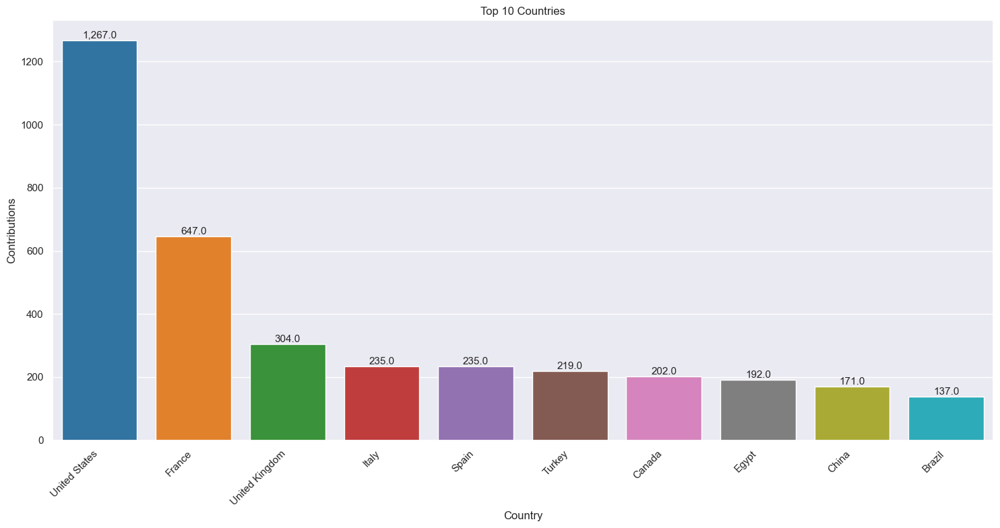 Top 10 Countries
1,267.0
647.0
304.0
235.0
235.0
219.0
202.0
192.0
171.0
137.0
1200
1000
800
600
400
200
0
Contributions
United States
France
United Kingdom
Italy
Spain
Turkey
Canada
Egypt
China
Brazil
Country